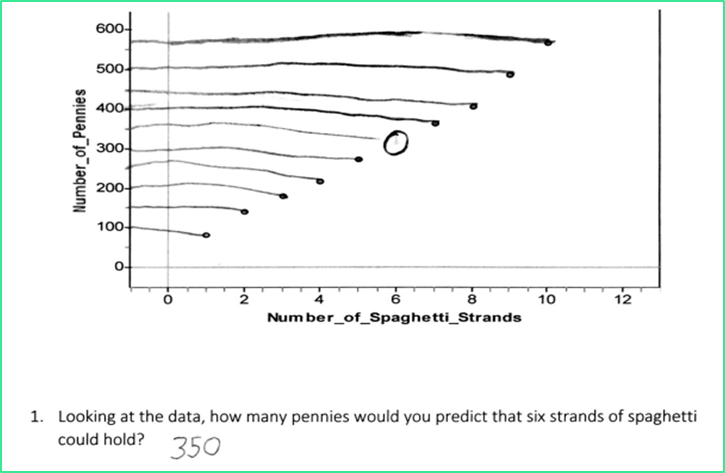 600
500
400
300
200
100
0
Number_of_Pennies
0 2 4 6 8 10 12
Number_of_Spaghetti_Strands
1. Looking at the data, how many pennies would you predict that six strands of spaghetti
could hold? 350